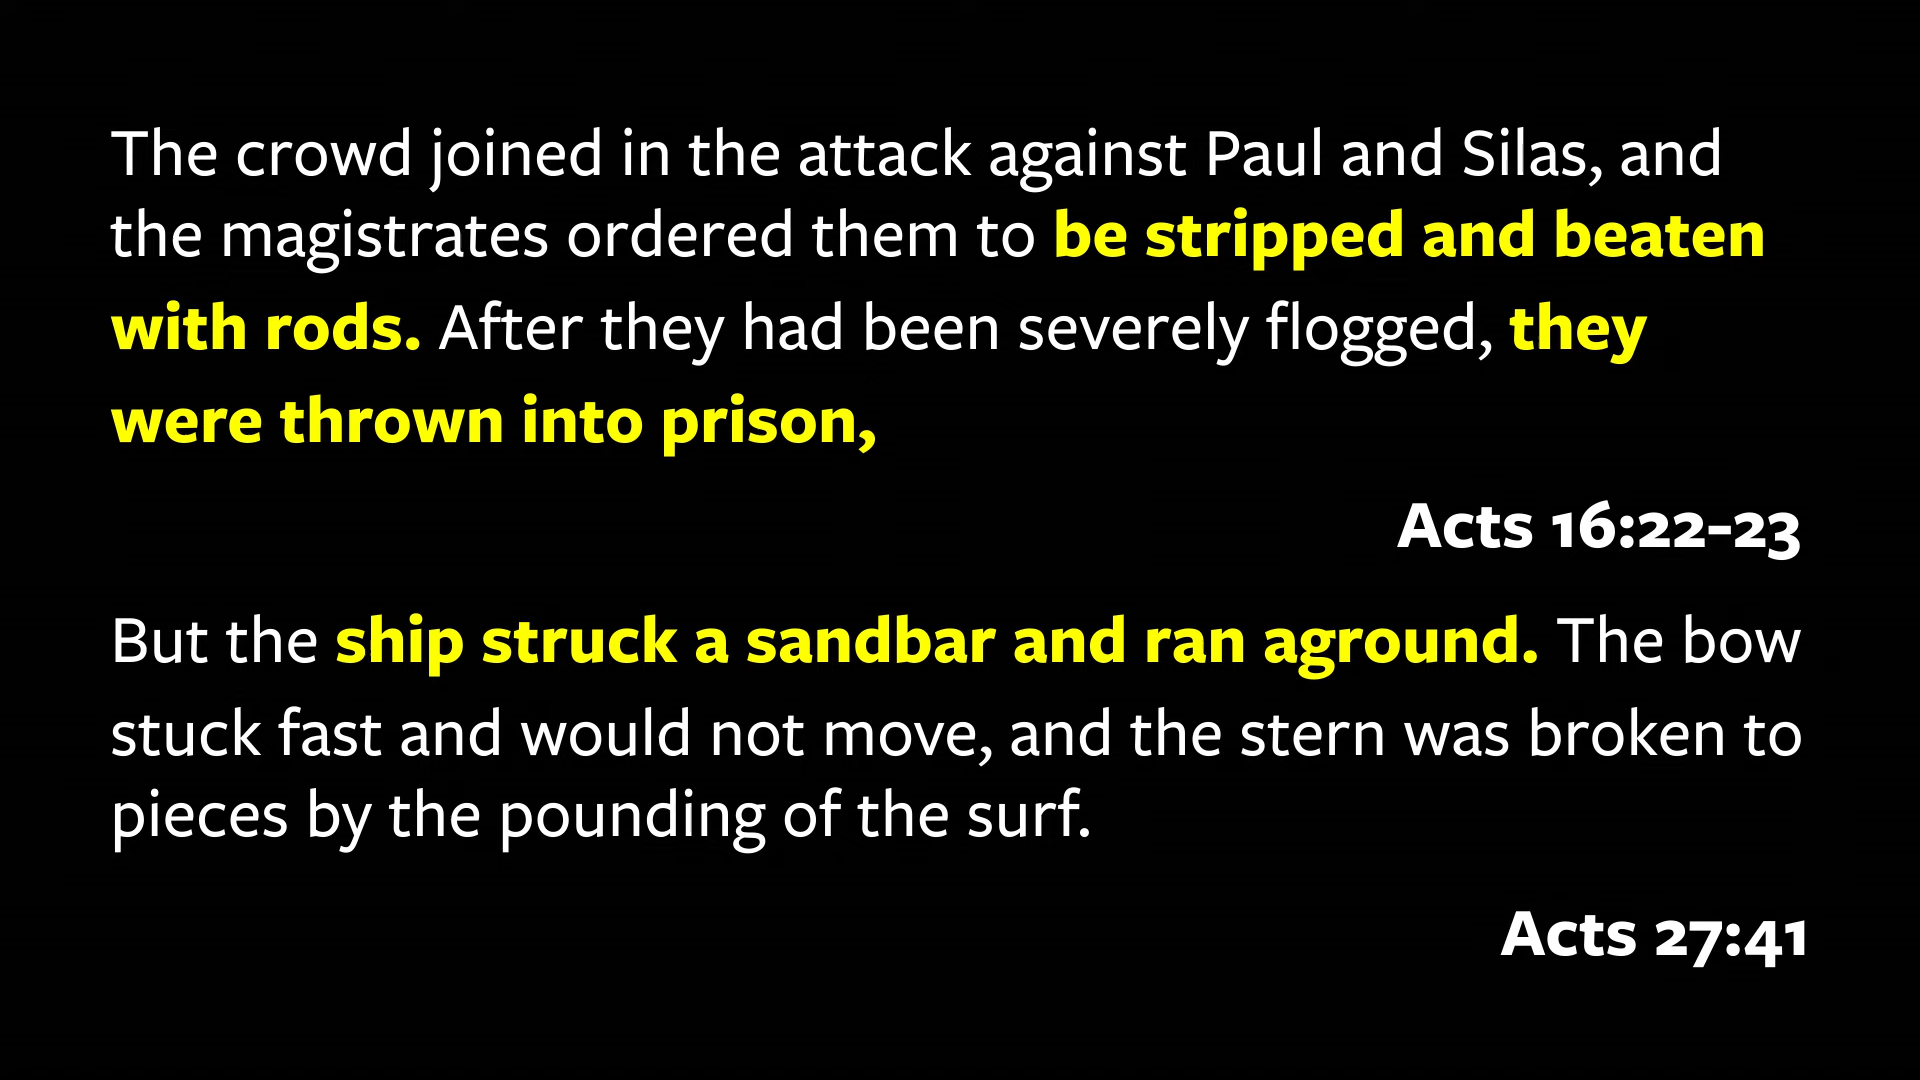 The crowd joined in the attack against Paul and Silas, and
the magistrates ordered them to be stripped and beaten
with rods. After they had been severely flogged, they
were thrown into prison,
Acts 16:22-23
But the ship struck a sandbar and ran aground. The bow
stuck fast and would not move, and the stern was broken to
pieces by the pounding of the surf.
Acts 27:41